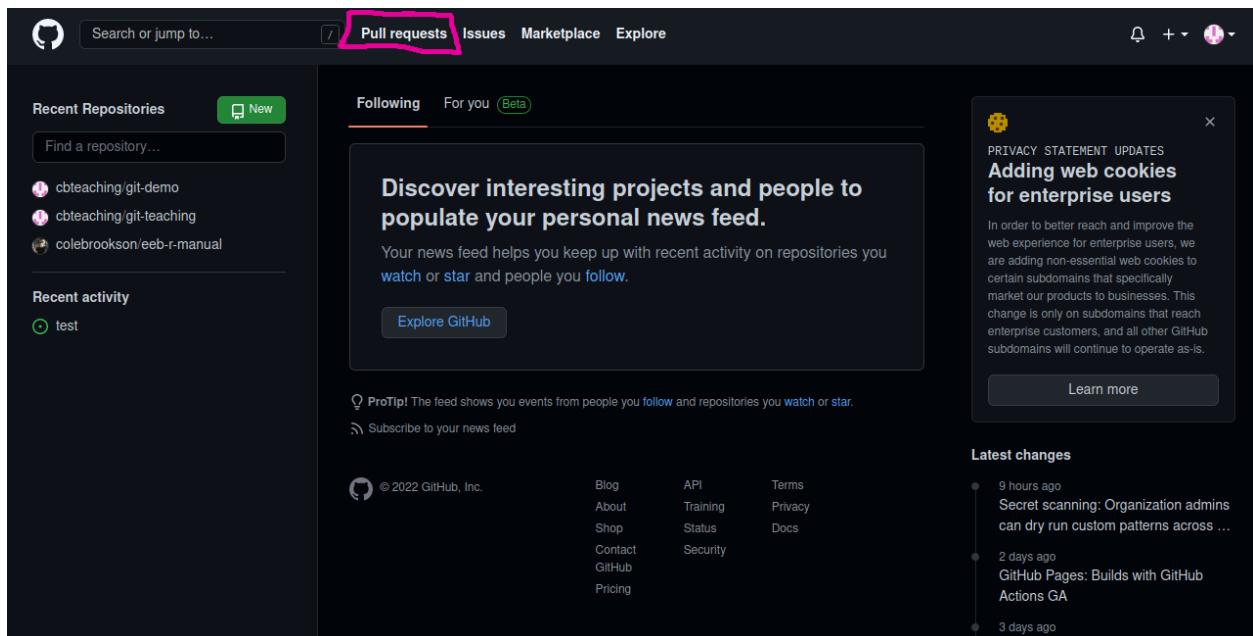 Search or jump to…
/
Pull requests
Issues
Marketplace
Explore
Recent Repositories
New
Find a repository…
cbteaching/git-demo
cbteaching/git-teaching
colebrookson/eeb-r-manual
Recent activity
test
Following
For you
Beta
Discover interesting projects and people to
populate your personal news feed.
Your news feed helps you keep up with recent activity on repositories you
watch or star and people you follow.
Explore GitHub
ProTip! The feed shows you events from people you follow and repositories you watch or star.
Subscribe to your news feed
© 2022 GitHub, Inc.
Blog
About
Shop
Contact
GitHub
Pricing
API
Training
Status
Security
Terms
Privacy
Docs
PRIVACY STATEMENT UPDATES
Adding web cookies
for enterprise users
In order to better reach and improve the
web experience for enterprise users, we
are adding non-essential web cookies to
certain subdomains that specifically
market our products to businesses. This
change is only on subdomains that reach
enterprise customers, and all other GitHub
subdomains will continue to operate as-is.
Learn more
Latest changes
9 hours ago
Secret scanning: Organization admins
can dry run custom patterns across …
2 days ago
GitHub Pages: Builds with GitHub
Actions GA
3 days ago